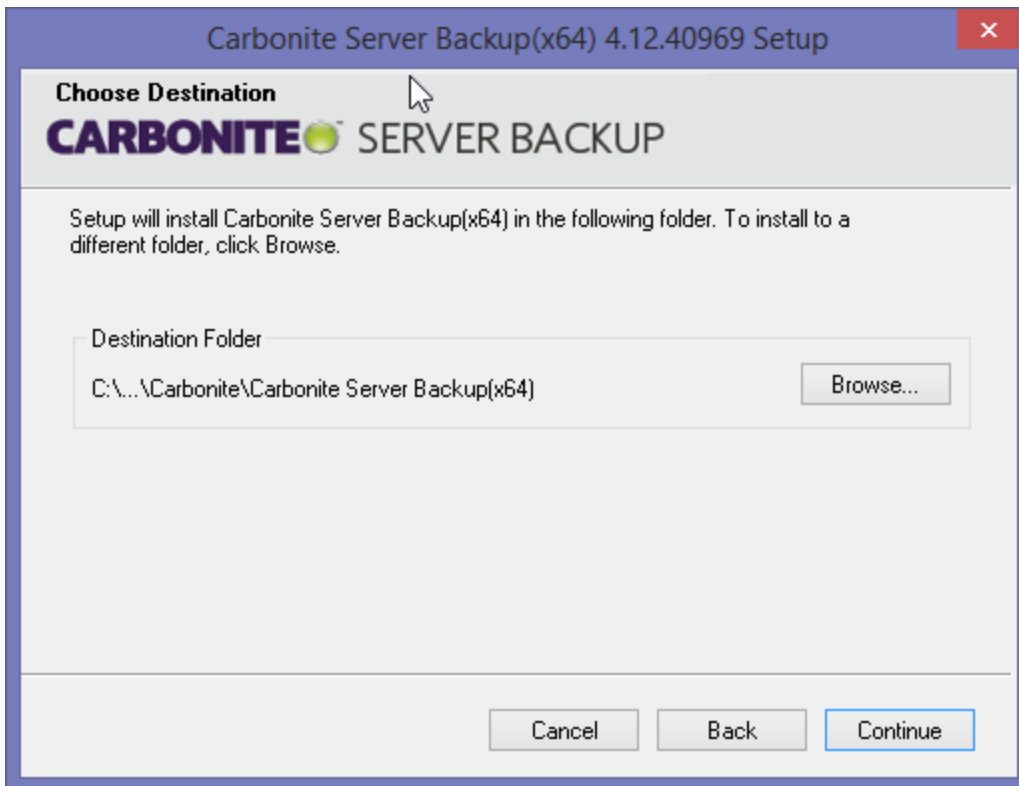 Carbonite Server Backup(x64) 4.12.40969 Setup
Choose Destination
CARBONITE™ SERVER BACKUP
Setup will install Carbonite Server Backup(x64) in the following folder. To install to a
different folder, click Browse.
Destination Folder
C:\...\Carbonite\Carbonite Server Backup(x64)
Browse...
Cancel
Back
Continue